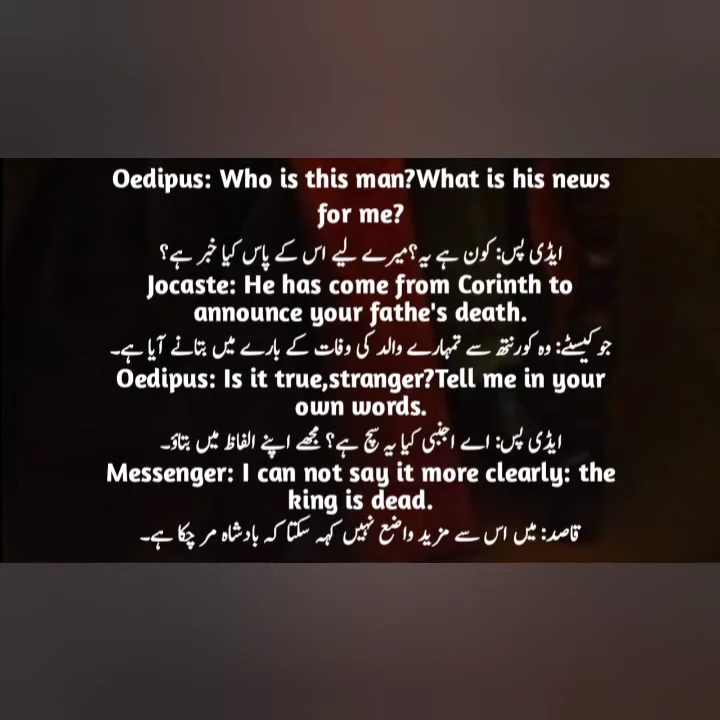 Oedipus: Who is this man?What is his news
for me?
ایڈی پس: کون ہے یہ؟میرے لیے اس کے پاس کیا خبر ہے؟
Jocaste: He has come from Corinth to
announce your fathe's death.
جوکیسٹے: وہ کورنتھ سے تمہارے والد کی وفات کے بارے میں بتانے آیا ہے۔
Oedipus: Is it true,stranger?Tell me in your
own words.
ایڈی پس: اے اجنبی کیا یہ سچ ہے؟ مجھے اپنے الفاظ میں بتاؤ۔
Messenger: I can not say it more clearly: the
king is dead.
قاصد: میں اس سے مزید واضع نہیں کہہ سکتا کہ بادشاہ مر چکا ہے۔